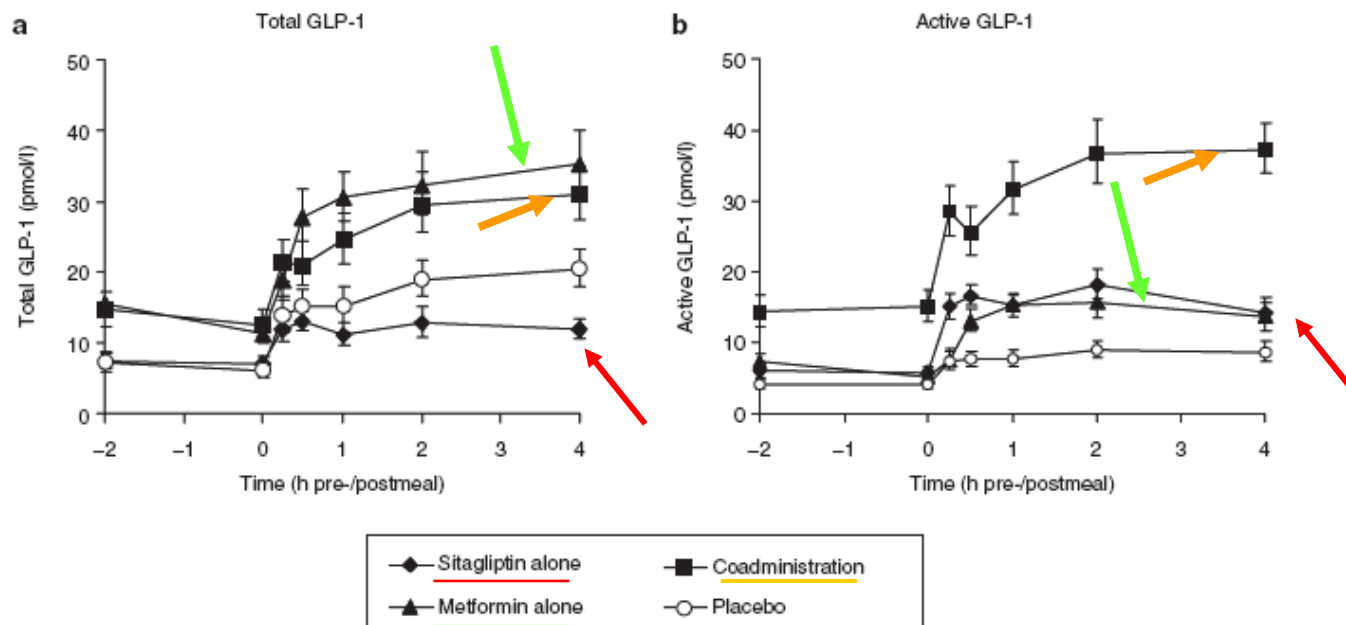 a
Total GLP-1
50
40
30
20
10
0
Total GLP-1 (pmol/l)
−2 −1 0 1 2 3 4
Time (h pre-/postmeal)
b
Active GLP-1
50
40
30
20
10
0
Active GLP-1 (pmol/l)
−2 −1 0 1 2 3 4
Time (h pre-/postmeal)
Sitagliptin alone
Coadministration
Metformin alone
Placebo